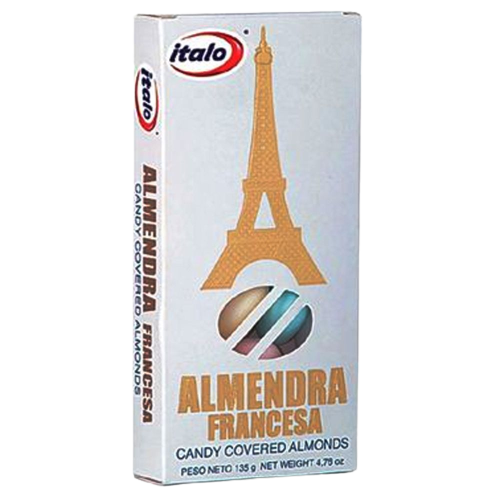 italo
ALMENDRA
FRANCESA
CANDY COVERED ALMONDS
PESO NETO 135 g NET WEIGHT 4,76 oz
italo
ALMENDRA FRANCESA
CANDY COVERED ALMONDS